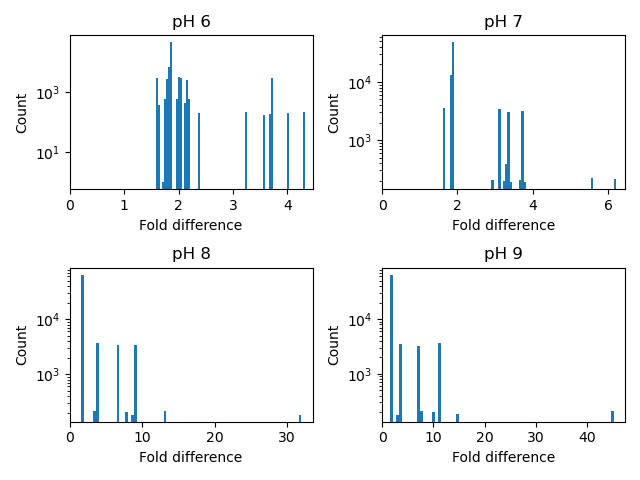 pH 6
Count
10³
10¹
0 1 2 3 4
Fold difference
pH 7
Count
10⁴
10³
0 2 4 6
Fold difference
pH 8
Count
10⁴
10³
0 10 20 30
Fold difference
pH 9
Count
10⁴
10³
0 10 20 30 40
Fold difference